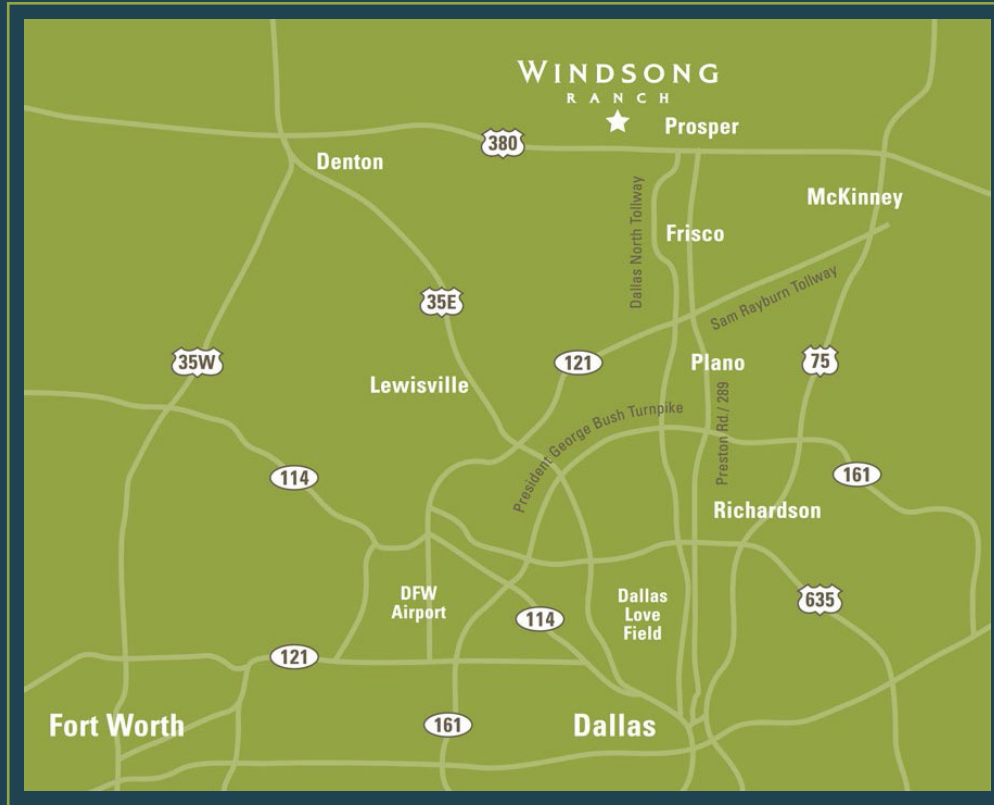 WINDSONG
RANCH
Prosper
380
Denton
McKinney
Dallas North Tollway
Frisco
35E
Sam Rayburn Tollway
35W
121
Plano
75
Lewisville
President George Bush Turnpike
Preston Rd./ 289
114
161
Richardson
DFW
Airport
114
Dallas
Love
Field
635
121
Fort Worth
161
Dallas